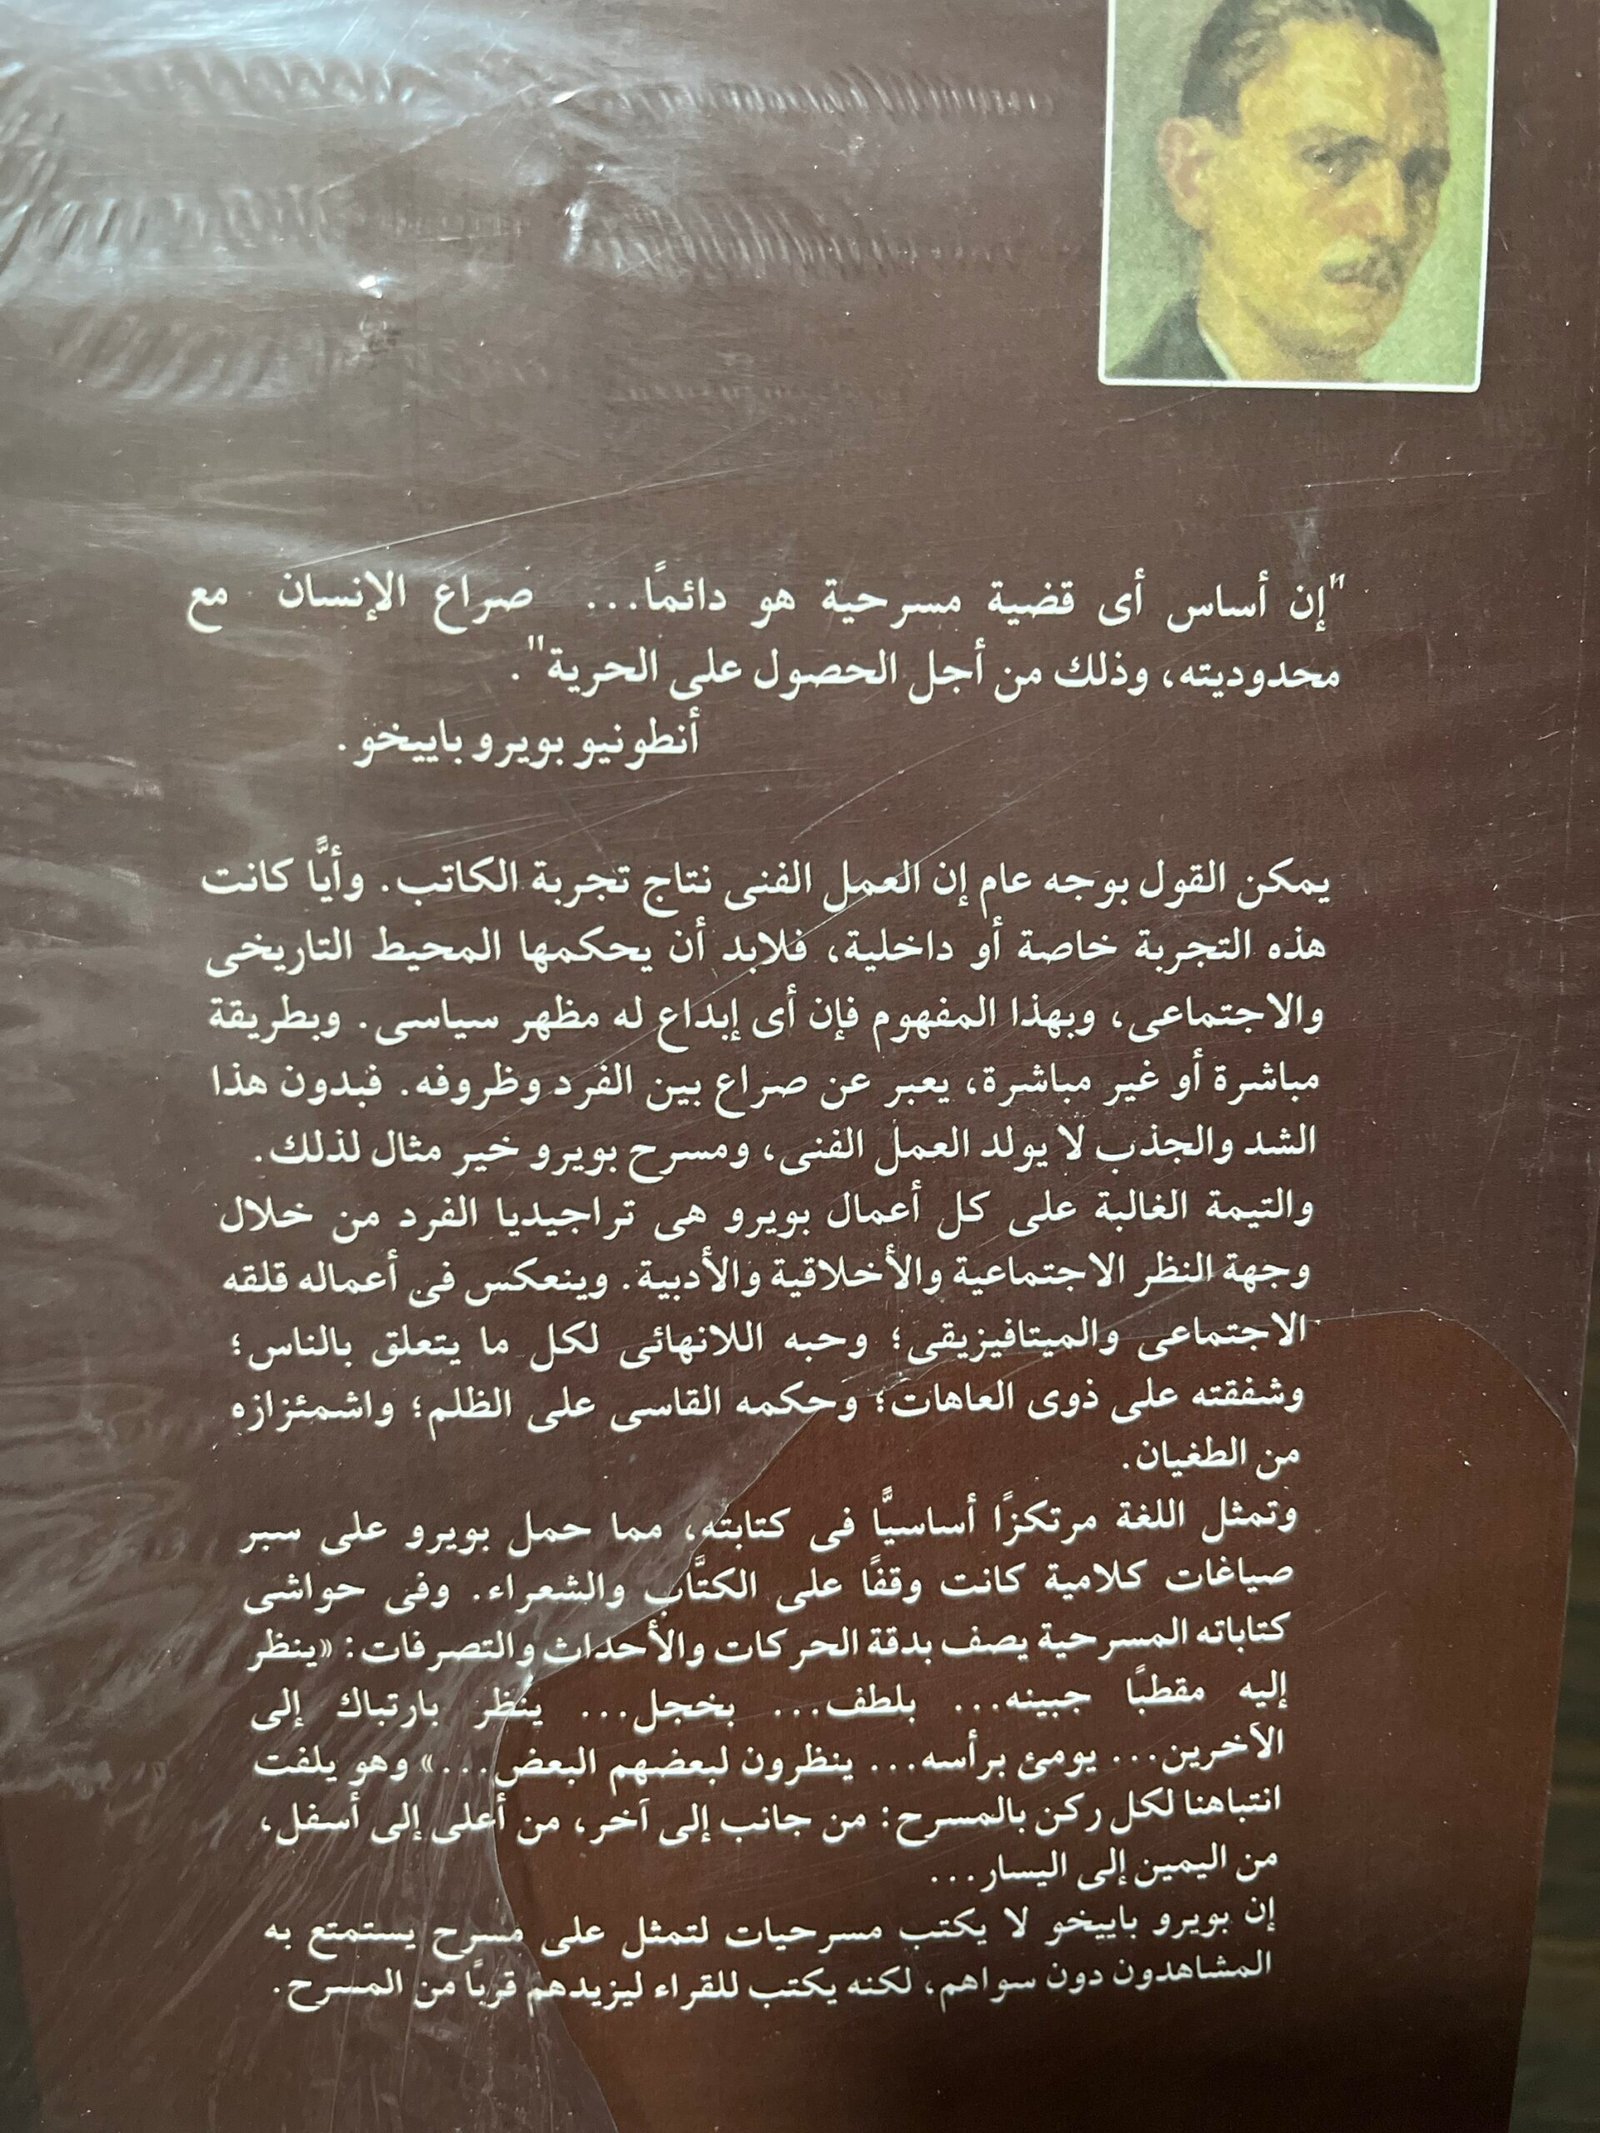 "إن أساس أى قضية مسرحية هو دائمًا... صراع الإنسان مع
محدوديته، وذلك من أجل الحصول على الحرية".
أنطونيو بويرو باييخو.
يمكن القول بوجه عام إن العمل الفنى نتاج تجربة الكاتب. وأيًّا كانت
هذه التجربة خاصة أو داخلية، فلابد أن يحكمها المحيط التاريخى
والاجتماعى، وبهذا المفهوم فإن أى إبداع له مظهر سياسى. وبطريقة
مباشرة أو غير مباشرة، يعبر عن صراع بين الفرد وظروفه. فبدون هذا
الشد والجذب لا يولد العمل الفنى، ومسرح بويرو خير مثال لذلك.
والتيمة الغالبة على كل أعمال بويرو هى تراجيديا الفرد من خلال
وجهة النظر الاجتماعية والأخلاقية والأدبية. وينعكس فى أعماله قلقه
الاجتماعى والميتافيزيقى؛ وحبه اللانهائى لكل ما يتعلق بالناس؛
وشفقته على ذوى العاهات؛ وحكمه القاسى على الظلم؛ واشمئزازه
من الطغيان.
وتمثل اللغة مرتكزًا أساسيًّا فى كتابته، مما حمل بويرو على سبر
صياغات كلامية كانت وقفًا على الكتَّاب والشعراء. وفى حواشى
كتاباته المسرحية يصف بدقة الحركات والأحداث والتصرفات: «ينظر
إليه مقطبًا جبينه... بلطف... بخجل... ينظر بارتباك إلى
الآخرين... يومئ برأسه... ينظرون لبعضهم البعض...» وهو يلفت
انتباهنا لكل ركن بالمسرح: من جانب إلى آخر، من أعلى إلى أسفل،
من اليمين إلى اليسار...
إن بويرو باييخو لا يكتب مسرحيات لتمثل على مسرح يستمتع به
المشاهدون دون سواهم، لكنه يكتب للقراء ليزيدهم قربًا من المسرح.